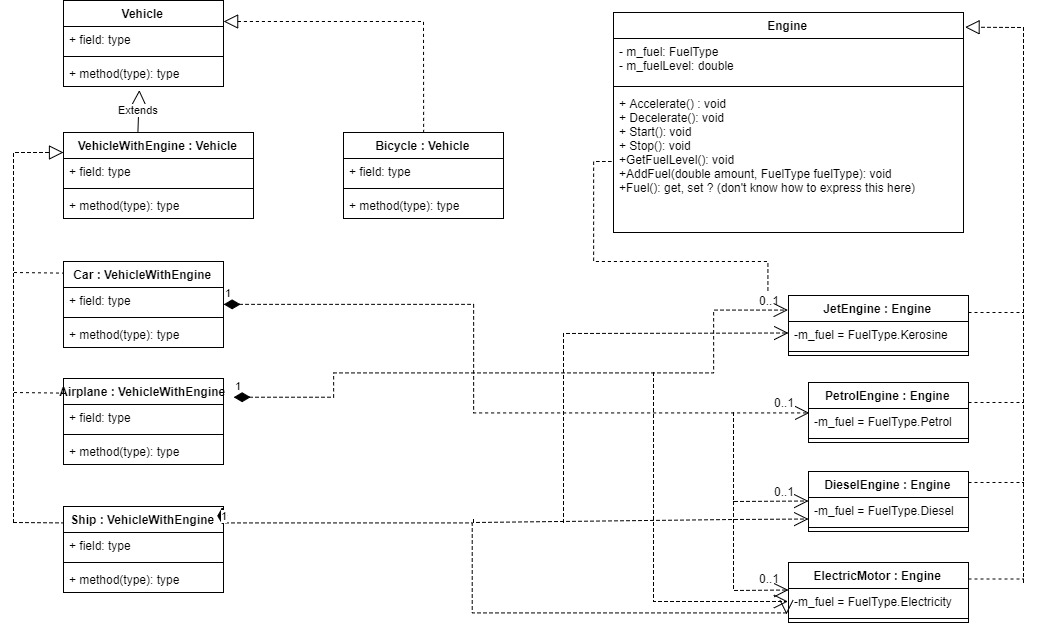 Vehicle
+ field: type
+ method(type): type
Extends
VehicleWithEngine : Vehicle
+ field: type
+ method(type): type
Bicycle : Vehicle
+ field: type
+ method(type): type
Engine
- m_fuel: FuelType
- m_fuelLevel: double
+ Accelerate() : void
+ Decelerate(): void
+ Start(): void
+ Stop(): void
+GetFuelLevel(): void
+AddFuel(double amount, FuelType fuelType): void
+Fuel(): get, set ? (don't know how to express this here)
Car : VehicleWithEngine
+ field: type
+ method(type): type
1
Airplane : VehicleWithEngine
+ field: type
+ method(type): type
1
Ship : VehicleWithEngine
+ field: type
+ method(type): type
1
0..1
JetEngine : Engine
-m_fuel = FuelType.Kerosine
0..1
PetrolEngine : Engine
-m_fuel = FuelType.Petrol
0..1
DieselEngine : Engine
-m_fuel = FuelType.Diesel
0..1
ElectricMotor : Engine
-m_fuel = FuelType.Electricity